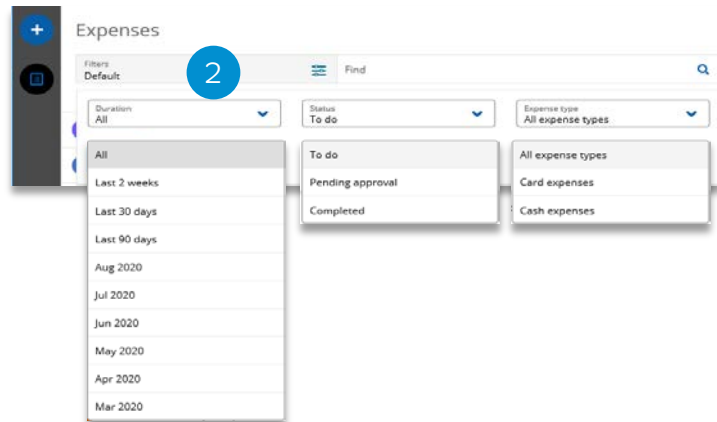 +
Expenses
Filters
Default
2
Find
Duration
All
Status
To do
Expense type
All expense types
All
Last 2 weeks
Last 30 days
Last 90 days
Aug 2020
Jul 2020
Jun 2020
May 2020
Apr 2020
Mar 2020
To do
Pending approval
Completed
All expense types
Card expenses
Cash expenses